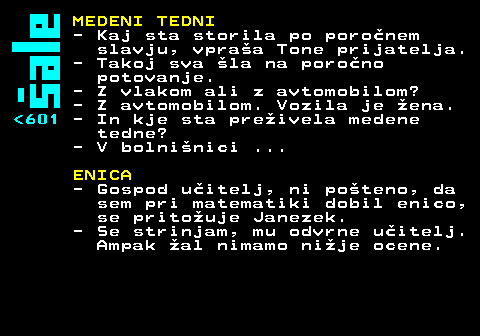 šale
<601
MEDENI TEDNI
- Kaj sta storila po poročnem
slavju, vpraša Tone prijatelja.
- Takoj sva šla na poročno
potovanje.
- Z vlakom ali z avtomobilom?
- Z avtomobilom. Vozila je žena.
- In kje sta preživela medene
tedne?
- V bolnišnici ...
ENICA
- Gospod učitelj, ni pošteno, da
sem pri matematiki dobil enico,
se pritožuje Janezek.
- Se strinjam, mu odvrne učitelj.
Ampak žal nimamo nižje ocene.